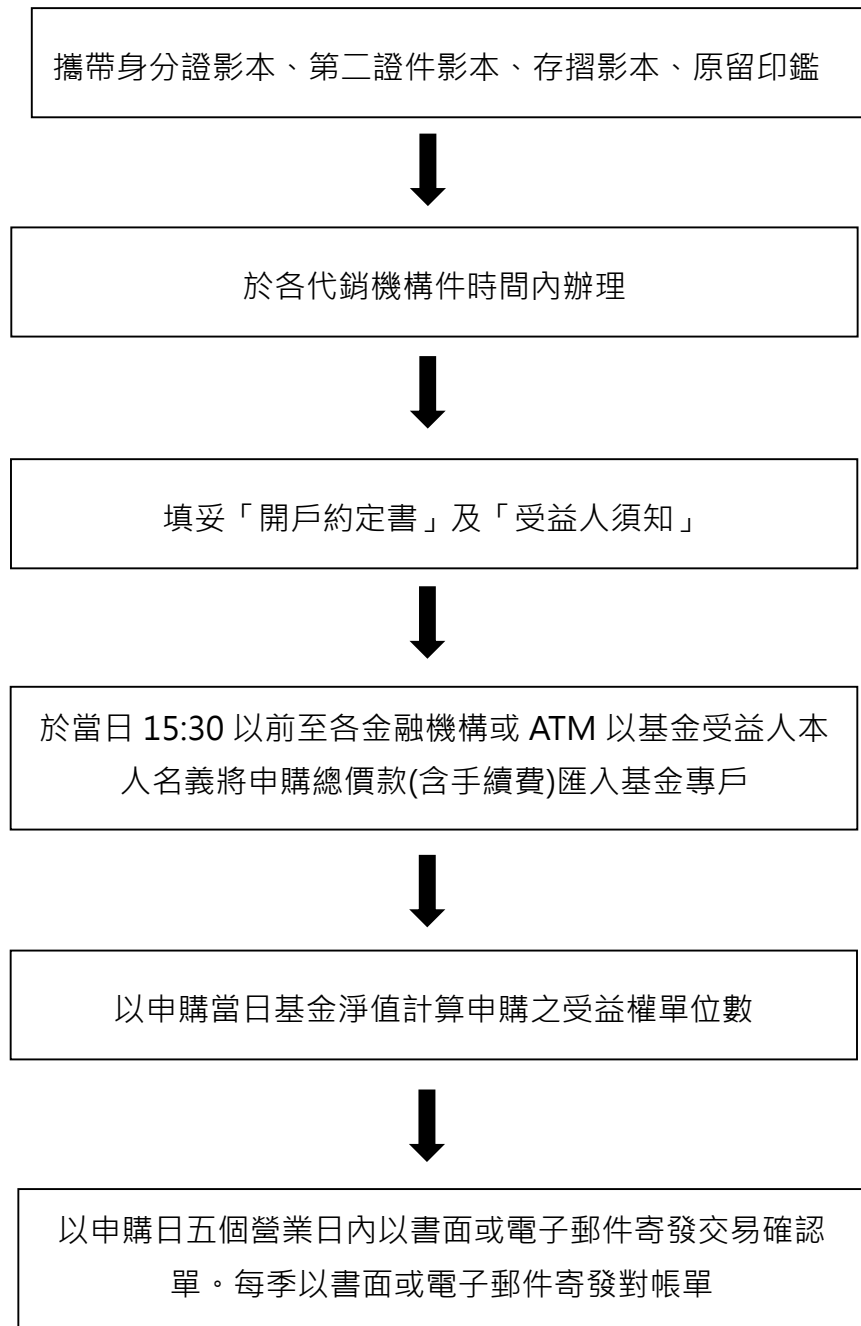 攜帶身分證影本、第二證件影本、存摺影本、原留印鑑
於各代銷機構件時間內辦理
填妥「開戶約定書」及「受益人須知」
於當日 15:30 以前至各金融機構或 ATM 以基金受益人本
人名義將申購總價款(含手續費)匯入基金專戶
以申購當日基金淨值計算申購之受益權單位數
以申購日五個營業日內以書面或電子郵件寄發交易確認
單。每季以書面或電子郵件寄發對帳單